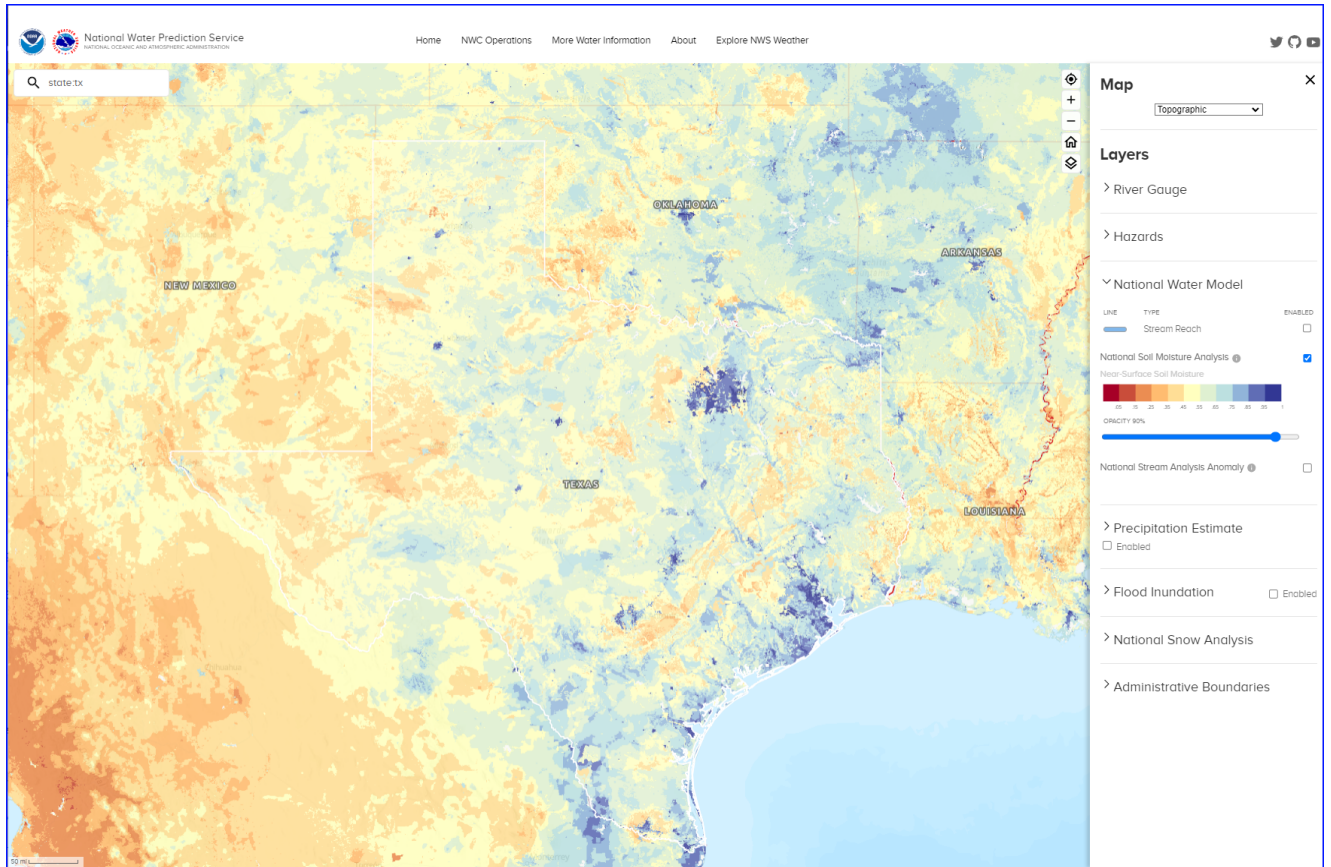 National Water Prediction Service
NATIONAL OCEANIC AND ATMOSPHERIC ADMINISTRATION
Home NWC Operations More Water Information About Explore NWS Weather
state:tx
OKLAHOMA
ARKANSAS
NEW MEXICO
TEXAS
LOUISIANA
Chihuahua
50 mi
Map
Topographic
Layers
River Gauge
Hazards
National Water Model
LINE TYPE ENABLED
Stream Reach
National Soil Moisture Analysis
Near-Surface Soil Moisture
.05 .15 .25 .35 .45 .55 .65 .75 .85 .95 1
OPACITY 90%
National Stream Analysis Anomaly
Precipitation Estimate
Enabled
Flood Inundation Enabled
National Snow Analysis
Administrative Boundaries